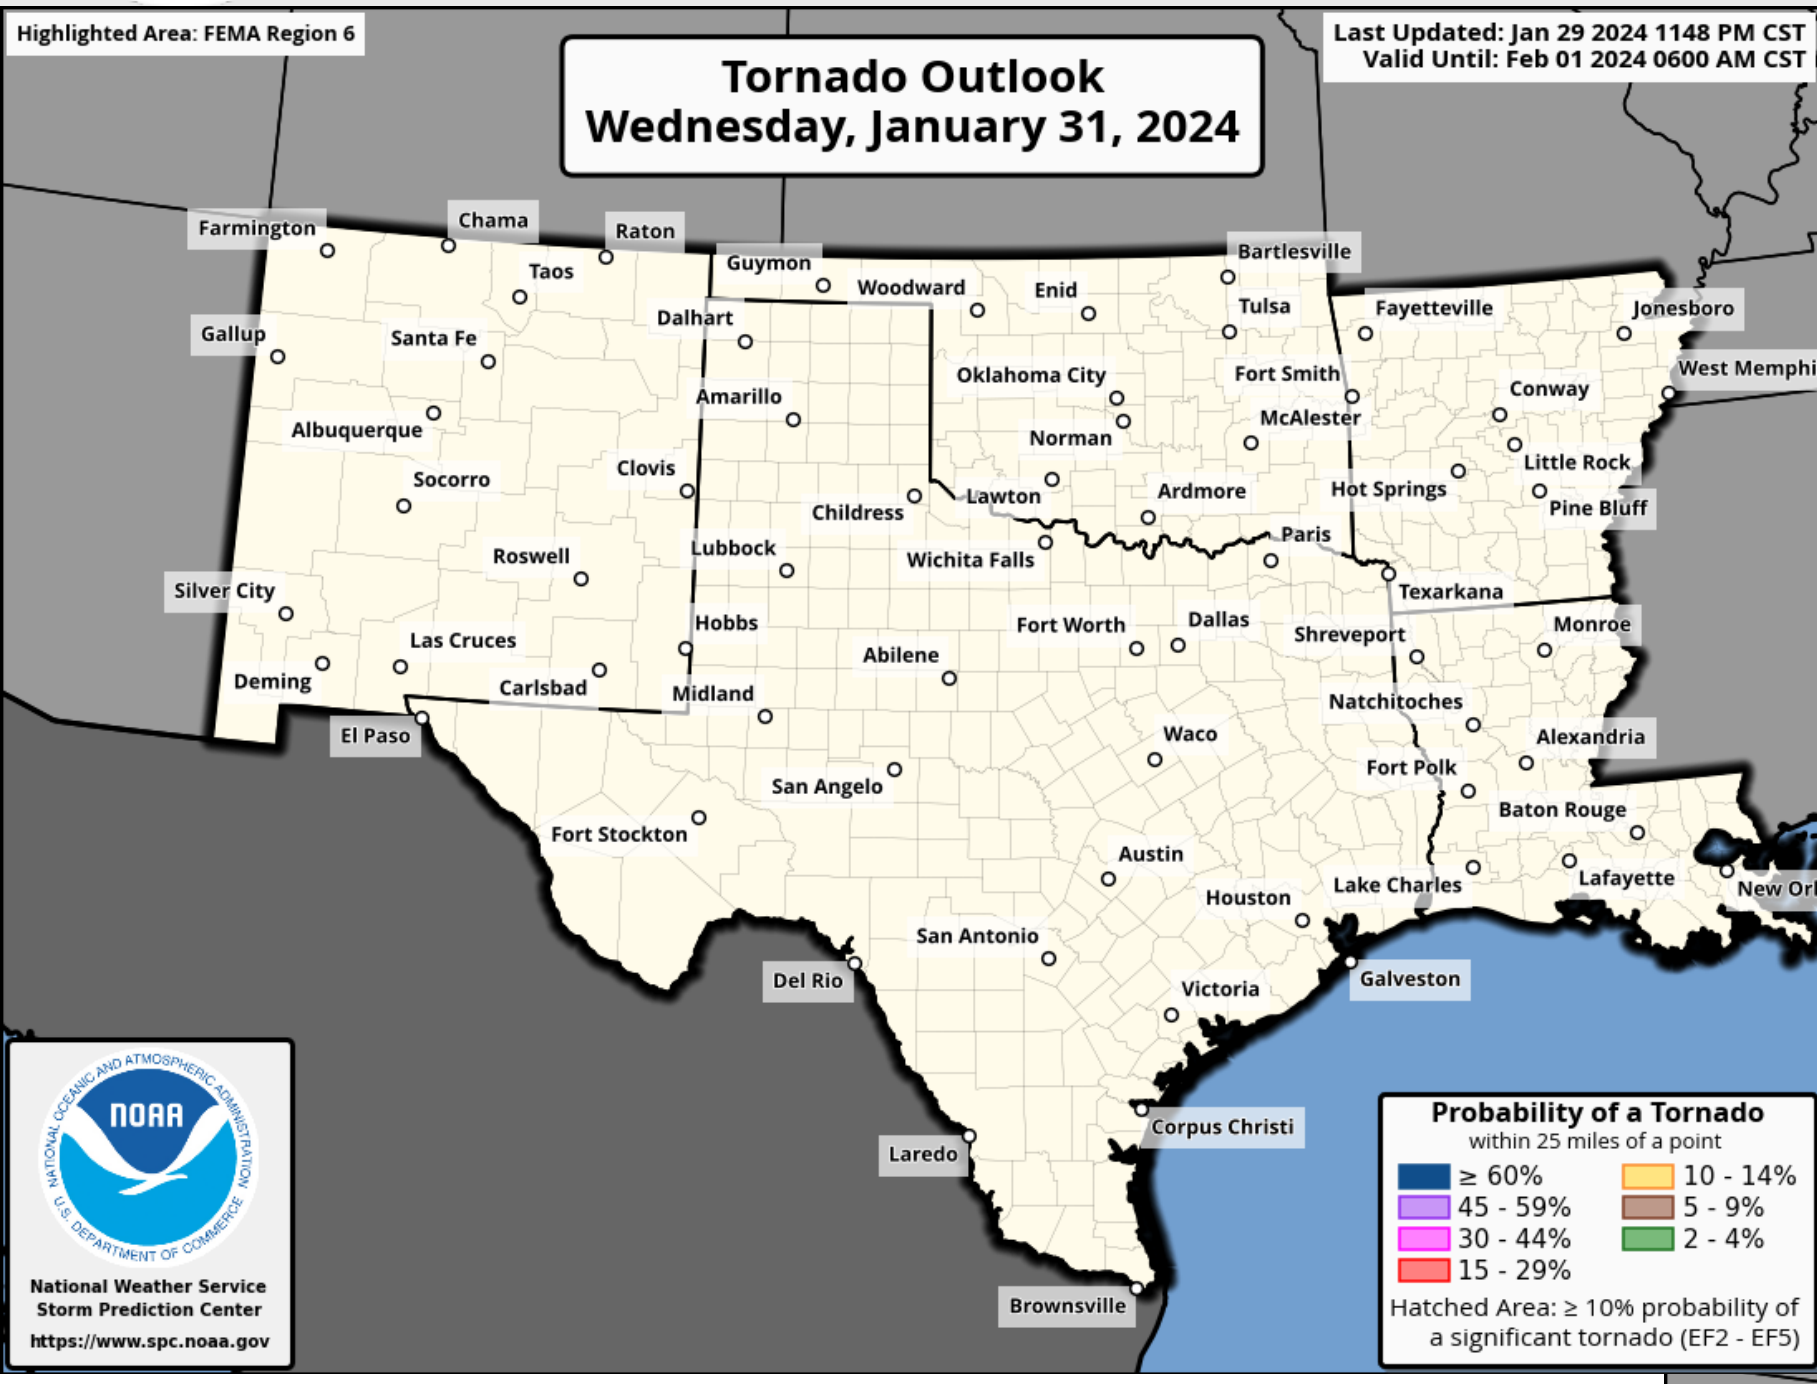 Highlighted Area: FEMA Region 6
Last Updated: Jan 29 2024 1148 PM CST
Valid Until: Feb 01 2024 0600 AM CST
Tornado Outlook
Wednesday, January 31, 2024
Farmington
Chama
Raton
Taos
Guymon
Woodward
Enid
Bartlesville
Tulsa
Fayetteville
Jonesboro
Gallup
Santa Fe
Dalhart
West Memphi
Oklahoma City
Fort Smith
Conway
Amarillo
Albuquerque
Norman
McAlester
Clovis
Socorro
Little Rock
Childress
Lawton
Ardmore
Hot Springs
Pine Bluff
Paris
Roswell
Lubbock
Wichita Falls
Silver City
Texarkana
Hobbs
Fort Worth
Dallas
Shreveport
Monroe
Las Cruces
Abilene
Deming
Carlsbad
Midland
Natchitoches
El Paso
Waco
Alexandria
Fort Polk
San Angelo
Baton Rouge
Fort Stockton
Austin
Houston
Lake Charles
Lafayette
New Orl
San Antonio
Del Rio
Galveston
Victoria
Corpus Christi
Laredo
Brownsville
NATIONAL OCEANIC AND ATMOSPHERIC ADMINISTRATION
NOAA
U.S. DEPARTMENT OF COMMERCE
National Weather Service
Storm Prediction Center
https://www.spc.noaa.gov
Probability of a Tornado
within 25 miles of a point
≥ 60%
10 - 14%
45 - 59%
5 - 9%
30 - 44%
2 - 4%
15 - 29%
Hatched Area: ≥ 10% probability of
a significant tornado (EF2 - EF5)